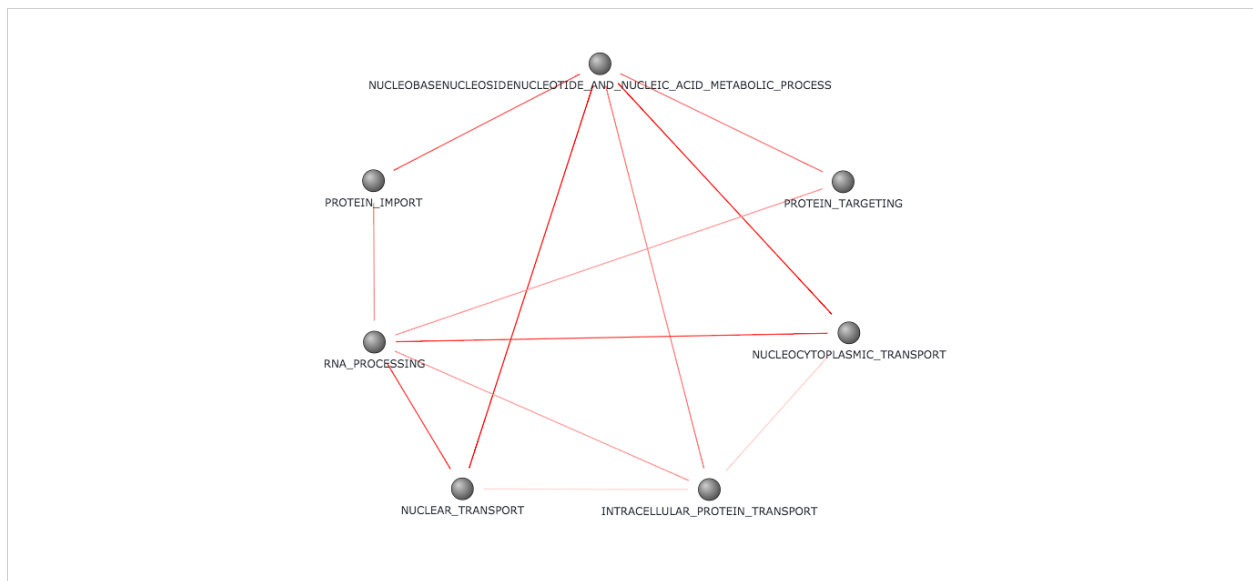 NUCLEOBASENUCLEOSIDENUCLEOTIDE_AND_NUCLEIC_ACID_METABOLIC_PROCESS
PROTEIN_IMPORT
PROTEIN_TARGETING
NUCLEOCYTOPLASMIC_TRANSPORT
RNA_PROCESSING
NUCLEAR_TRANSPORT
INTRACELLULAR_PROTEIN_TRANSPORT